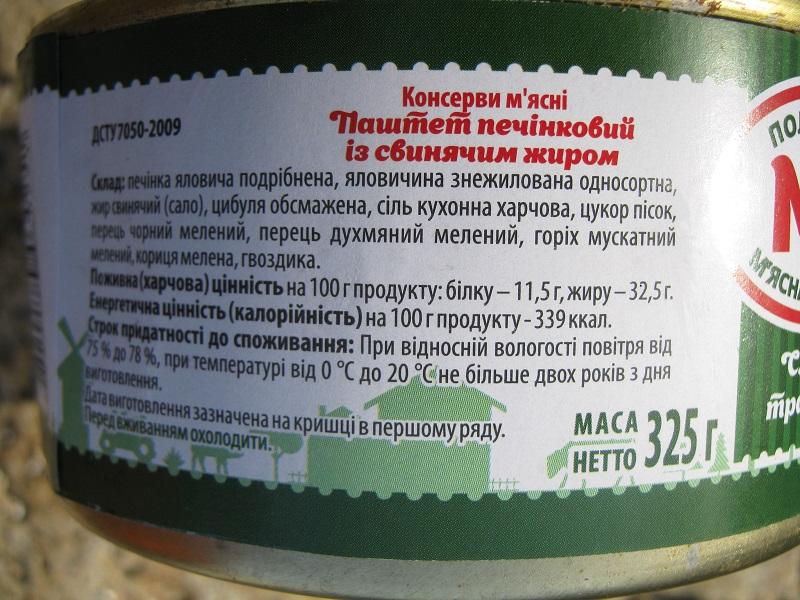 Консерви м'ясні
ДСТУ 7050-2009
Паштет печінковий
із свинячим жиром
Склад: печінка яловича подрібнена, яловичина знежилована односортна,
жир свинячий (сало), цибуля обсмажена, сіль кухонна харчова, цукор пісок,
перець чорний мелений, перець духмяний мелений, горіх мускатний
мелений, кориця мелена, гвоздика.
Поживна (харчова) цінність на 100 г продукту: білку – 11,5 г, жиру – 32,5 г.
Енергетична цінність (калорійність) на 100 г продукту - 339 ккал.
Строк придатності до споживання: При відносній вологості повітря від
75 % до 78 %, при температурі від 0 °С до 20 °С не більше двох років з дня
виготовлення.
Дата виготовлення зазначена на кришці в першому ряду.
Перед вживанням охолодити.
МАСА
НЕТТО 325 г